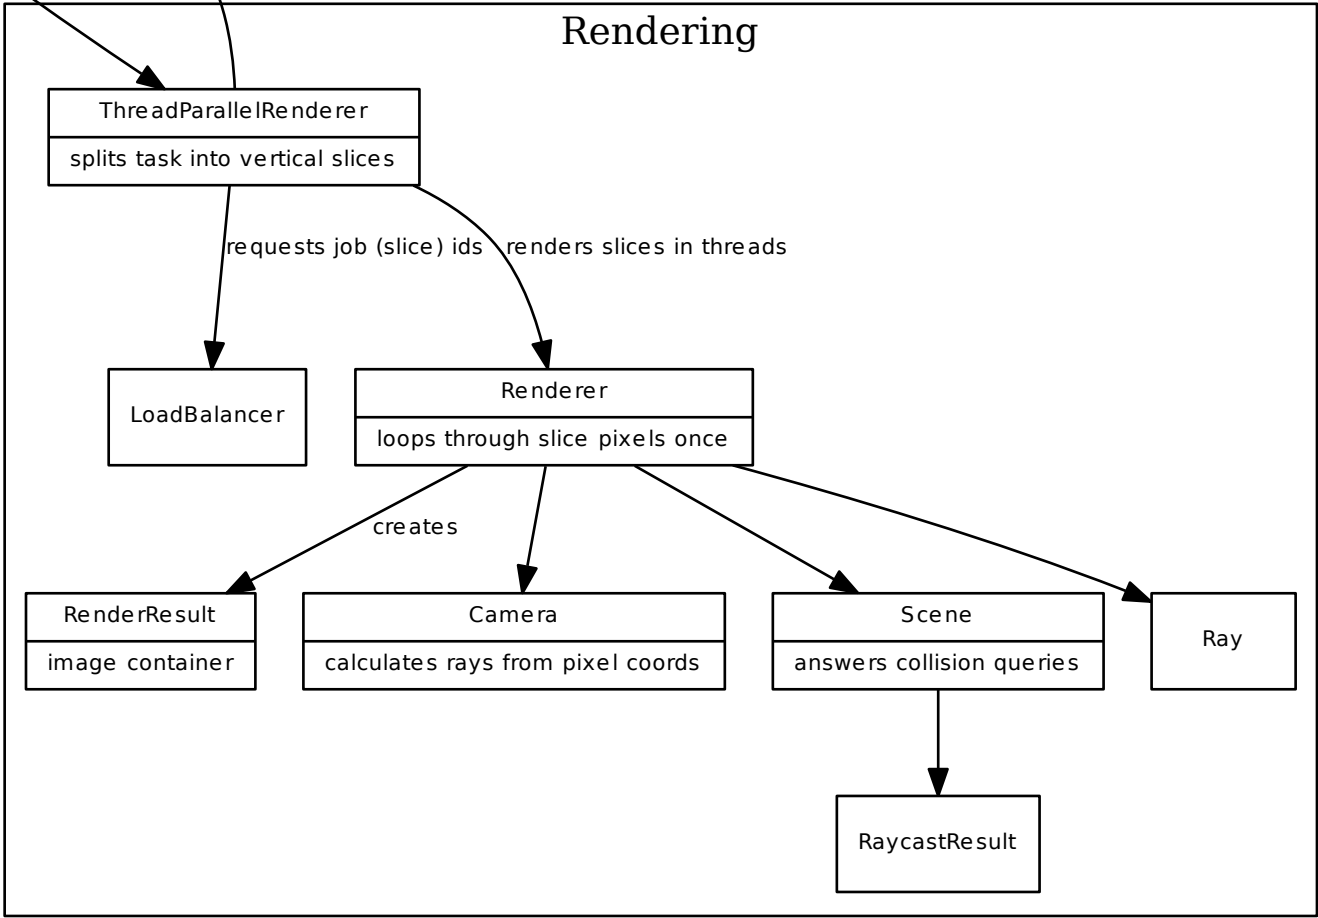 Rendering
ThreadParallelRenderer
splits task into vertical slices
requests job (slice) ids
renders slices in threads
LoadBalancer
Renderer
loops through slice pixels once
creates
RenderResult
image container
Camera
calculates rays from pixel coords
Scene
answers collision queries
Ray
RaycastResult